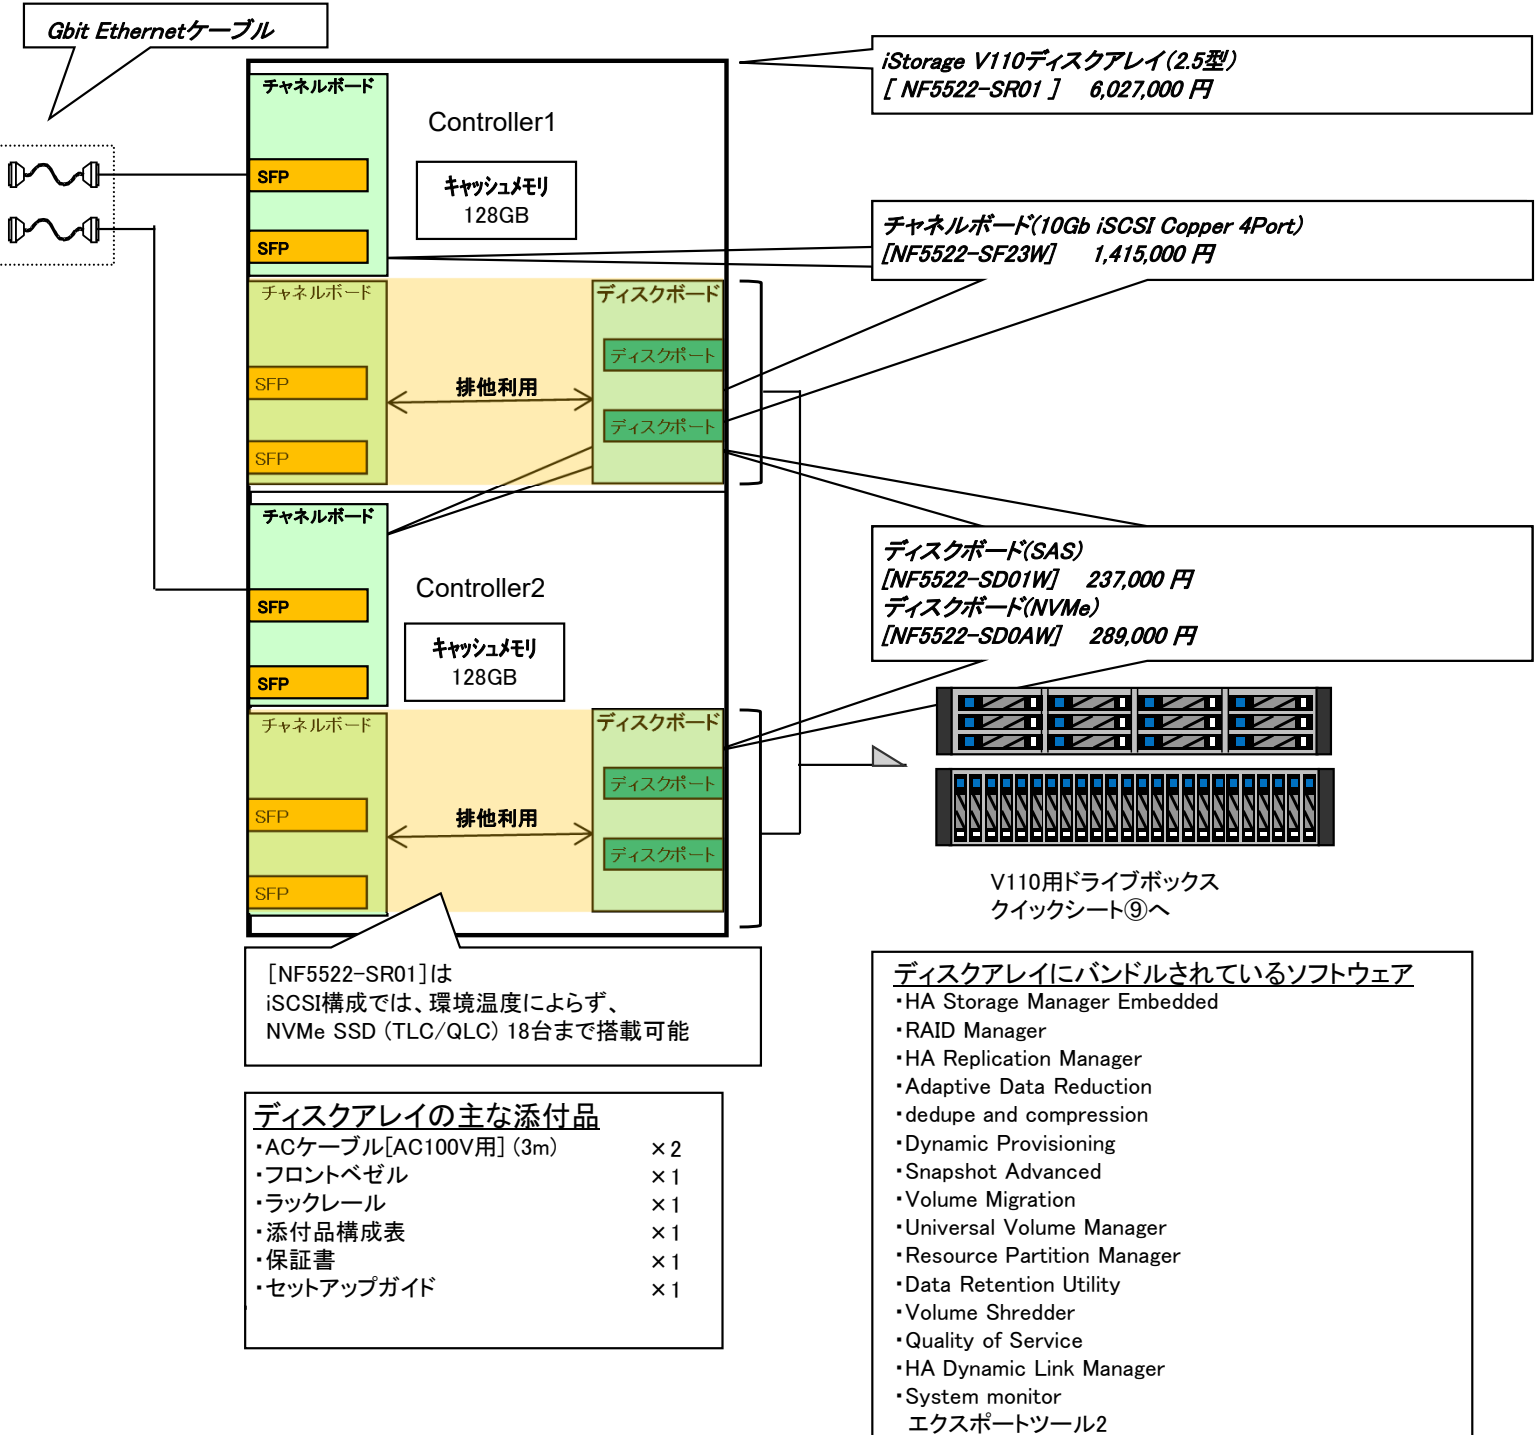 Gbit Ethernetケーブル
iStorage V110ディスクアレイ(2.5型)
[ NF5522-SR01 ] 6,027,000 円
チャネルボード
Controller1
SFP
キャッシュメモリ
128GB
SFP
チャネルボード(10Gb iSCSI Copper 4Port)
[NF5522-SF23W] 1,415,000 円
チャネルボード
ディスクボード
ディスクポート
SFP
排他利用
ディスクポート
SFP
チャネルボード
Controller2
SFP
キャッシュメモリ
128GB
SFP
ディスクボード(SAS)
[NF5522-SD01W] 237,000 円
ディスクボード(NVMe)
[NF5522-SD0AW] 289,000 円
チャネルボード
ディスクボード
ディスクポート
SFP
排他利用
ディスクポート
SFP
V110用ドライブボックス
クイックシート⑨へ
[NF5522-SR01]は
iSCSI構成では、環境温度によらず、
NVMe SSD (TLC/QLC) 18台まで搭載可能
ディスクアレイの主な添付品
・ACケーブル[AC100V用] (3m) ×2
・フロントベゼル ×1
・ラックレール ×1
・添付品構成表 ×1
・保証書 ×1
・セットアップガイド ×1
ディスクアレイにバンドルされているソフトウェア
・HA Storage Manager Embedded
・RAID Manager
・HA Replication Manager
・Adaptive Data Reduction
・dedupe and compression
・Dynamic Provisioning
・Snapshot Advanced
・Volume Migration
・Universal Volume Manager
・Resource Partition Manager
・Data Retention Utility
・Volume Shredder
・Quality of Service
・HA Dynamic Link Manager
・System monitor
エクスポートツール2